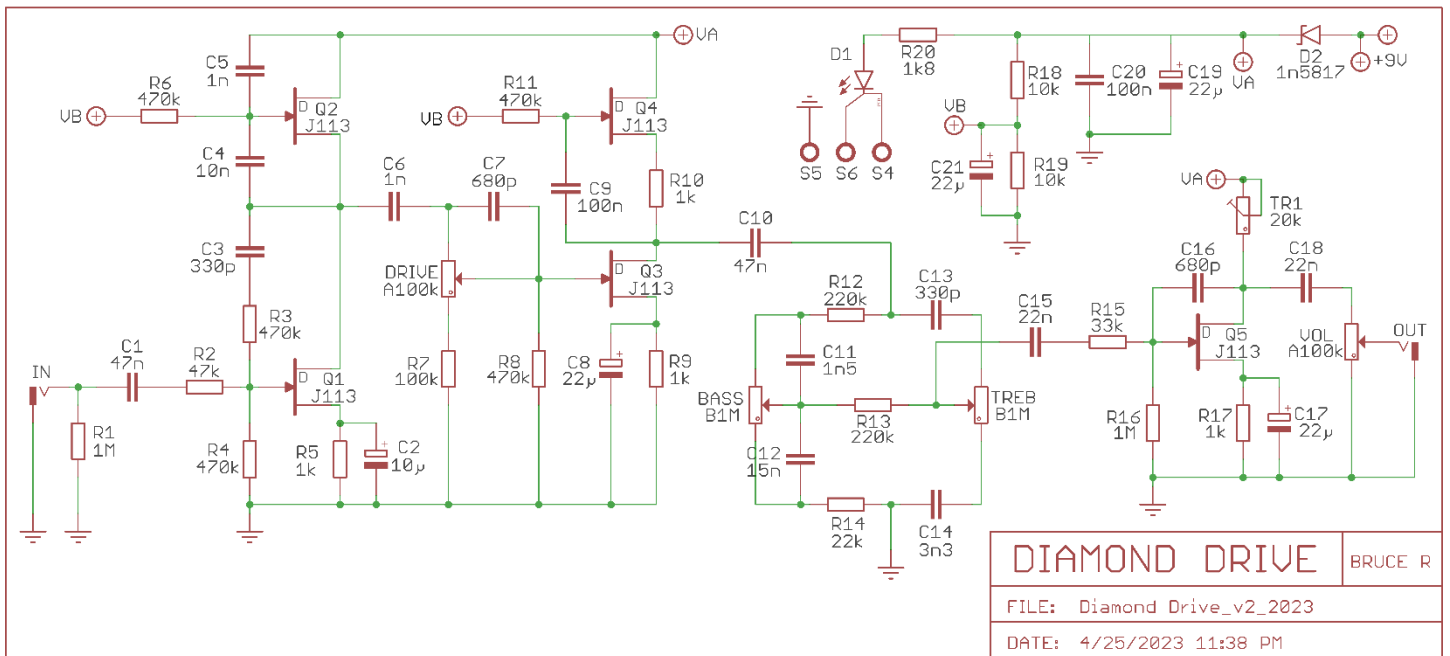 C5
1n
R6
470k
VB
D
Q2
J113
C4
10n
C3
330p
R3
470k
IN
C1
47n
R2
47k
D
Q1
J113
R1
1M
R4
470k
R5
1k
C2
10µ
C6
1n
C7
680p
DRIVE
A100k
R7
100k
R8
470k
R11
470k
VB
D
Q4
J113
VA
C9
100n
R10
1k
D
Q3
J113
C8
22µ
R9
1k
C10
47n
R12
220k
C13
330p
C11
1n5
BASS
B1M
R13
220k
TREB
B1M
C12
15n
R14
22k
C14
3n3
D1
R20
1k8
S5
S6
S4
R18
10k
VB
C21
22µ
R19
10k
C20
100n
C19
22µ
VA
D2
1n5817
+9V
C15
22n
R15
33k
VA
TR1
20k
C16
680p
C18
22n
D
Q5
J113
VOL
A100k
OUT
R16
1M
R17
1k
C17
22µ
DIAMOND DRIVE
BRUCE R
FILE: Diamond Drive_v2_2023
DATE: 4/25/2023 11:38 PM